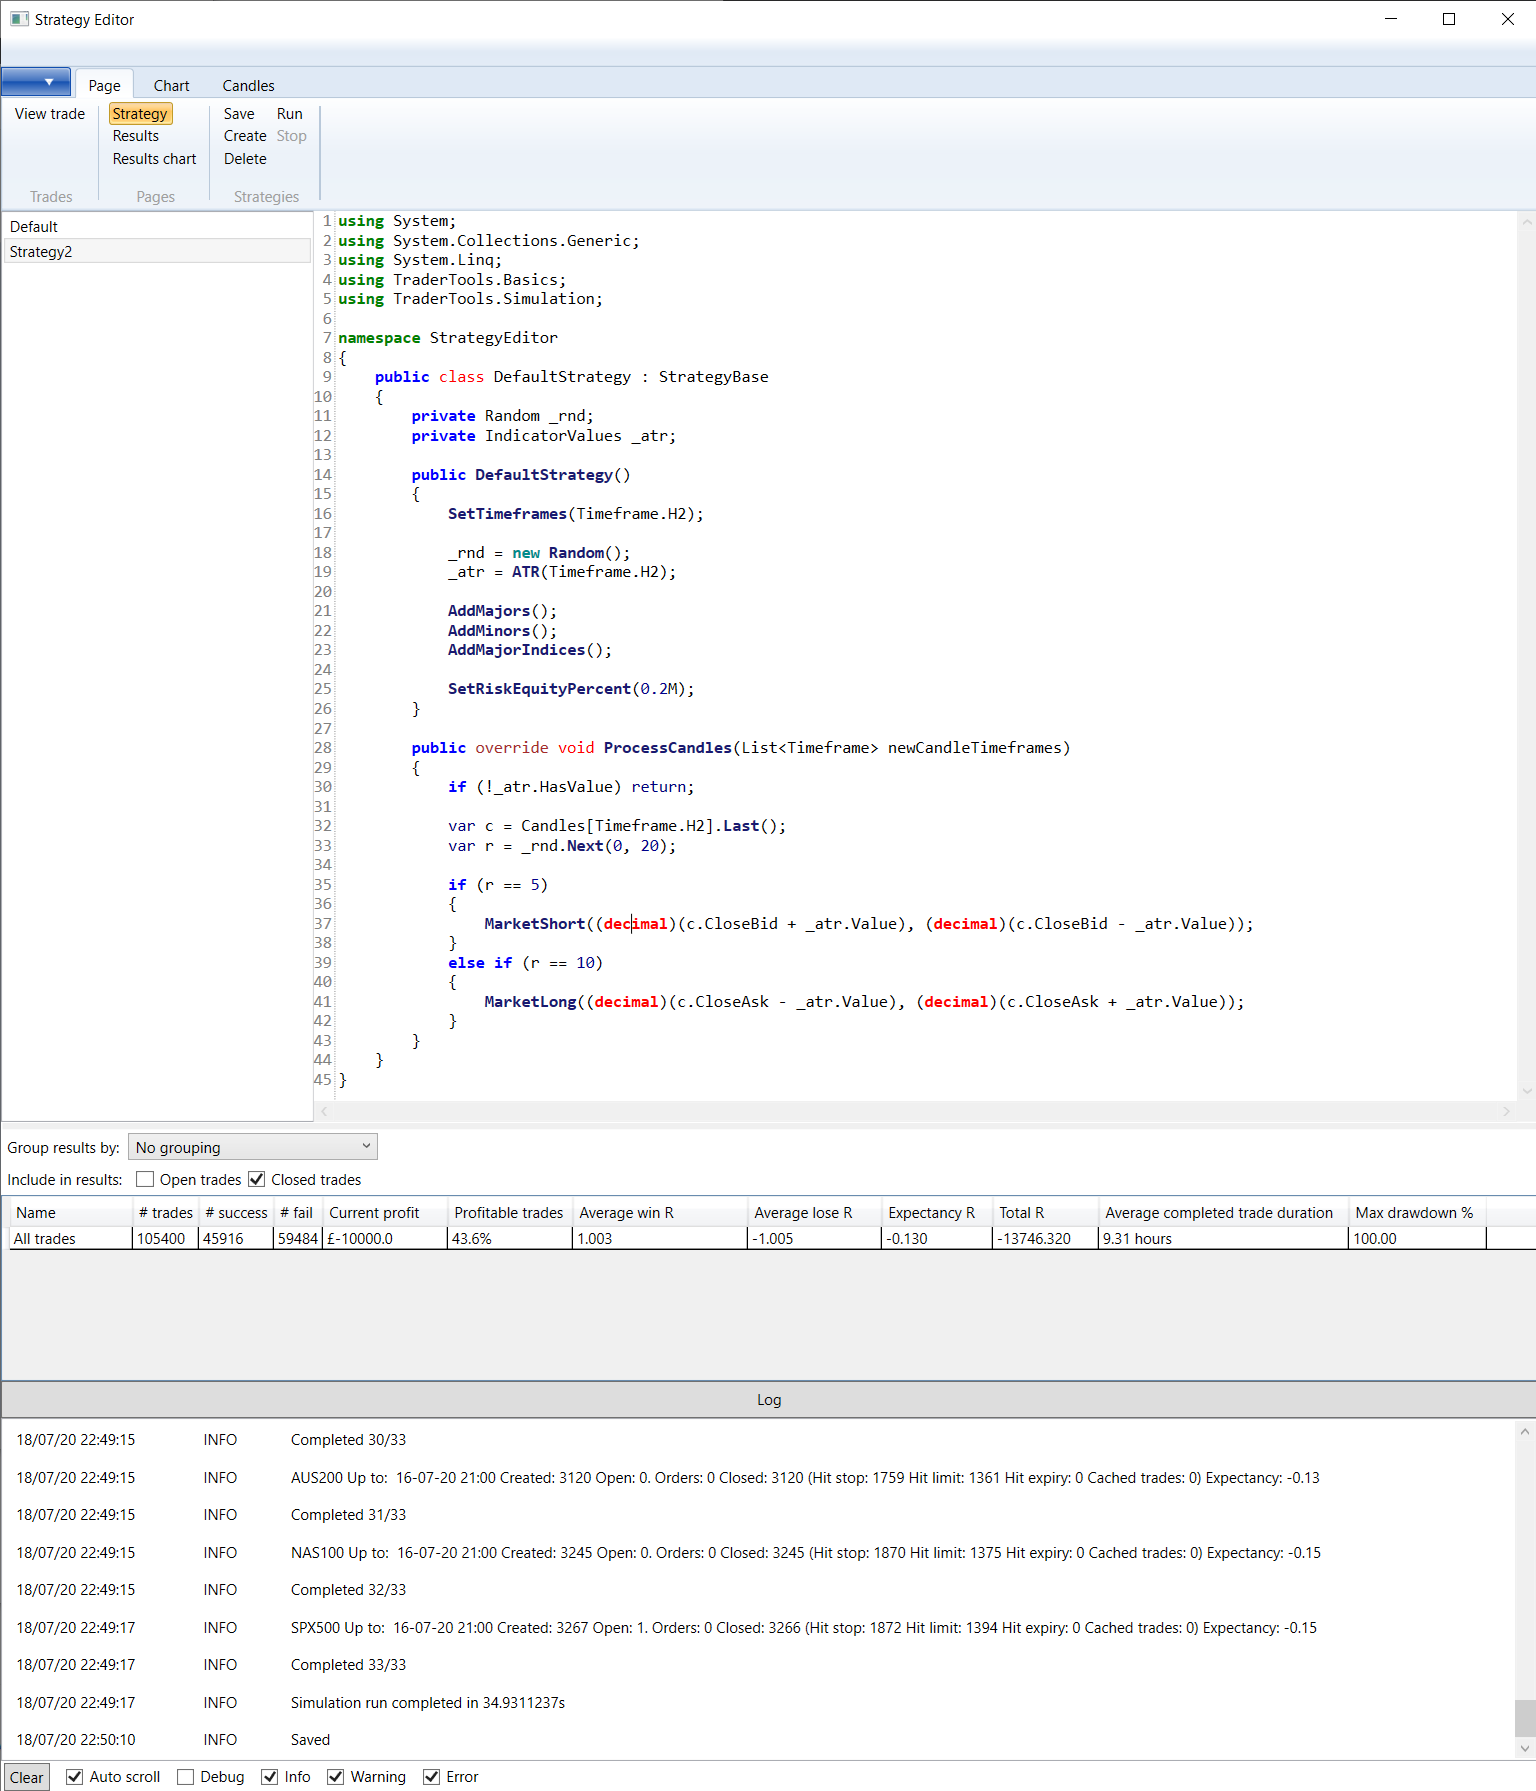 Strategy Editor
Page Chart Candles
View trade Strategy Save Run
Results Create Stop
Results chart Delete
Trades Pages Strategies
Default
Strategy2
1 using System;
2 using System.Collections.Generic;
3 using System.Linq;
4 using TraderTools.Basics;
5 using TraderTools.Simulation;
6
7 namespace StrategyEditor
8 {
9     public class DefaultStrategy : StrategyBase
10     {
11         private Random _rnd;
12         private IndicatorValues _atr;
13
14         public DefaultStrategy()
15         {
16             SetTimeframes(Timeframe.H2);
17
18             _rnd = new Random();
19             _atr = ATR(Timeframe.H2);
20
21             AddMajors();
22             AddMinors();
23             AddMajorIndices();
24
25             SetRiskEquityPercent(0.2M);
26         }
27
28         public override void ProcessCandles(List<Timeframe> newCandleTimeframes)
29         {
30             if (!_atr.HasValue) return;
31
32             var c = Candles[Timeframe.H2].Last();
33             var r = _rnd.Next(0, 20);
34
35             if (r == 5)
36             {
37                 MarketShort((decimal)(c.CloseBid + _atr.Value), (decimal)(c.CloseBid - _atr.Value));
38             }
39             else if (r == 10)
40             {
41                 MarketLong((decimal)(c.CloseAsk - _atr.Value), (decimal)(c.CloseAsk + _atr.Value));
42             }
43         }
44     }
45 }
Group results by: No grouping
Include in results: Open trades Closed trades
Name # trades # success # fail Current profit Profitable trades Average win R Average lose R Expectancy R Total R Average completed trade duration Max drawdown %
All trades 105400 45916 59484 £-10000.0 43.6% 1.003 -1.005 -0.130 -13746.320 9.31 hours 100.00
Log
18/07/20 22:49:15 INFO Completed 30/33
18/07/20 22:49:15 INFO AUS200 Up to:  16-07-20 21:00 Created: 3120 Open: 0. Orders: 0 Closed: 3120 (Hit stop: 1759 Hit limit: 1361 Hit expiry: 0 Cached trades: 0) Expectancy: -0.13
18/07/20 22:49:15 INFO Completed 31/33
18/07/20 22:49:15 INFO NAS100 Up to:  16-07-20 21:00 Created: 3245 Open: 0. Orders: 0 Closed: 3245 (Hit stop: 1870 Hit limit: 1375 Hit expiry: 0 Cached trades: 0) Expectancy: -0.15
18/07/20 22:49:15 INFO Completed 32/33
18/07/20 22:49:17 INFO SPX500 Up to:  16-07-20 21:00 Created: 3267 Open: 1. Orders: 0 Closed: 3266 (Hit stop: 1872 Hit limit: 1394 Hit expiry: 0 Cached trades: 0) Expectancy: -0.15
18/07/20 22:49:17 INFO Completed 33/33
18/07/20 22:49:17 INFO Simulation run completed in 34.9311237s
18/07/20 22:50:10 INFO Saved
Clear Auto scroll Debug Info Warning Error